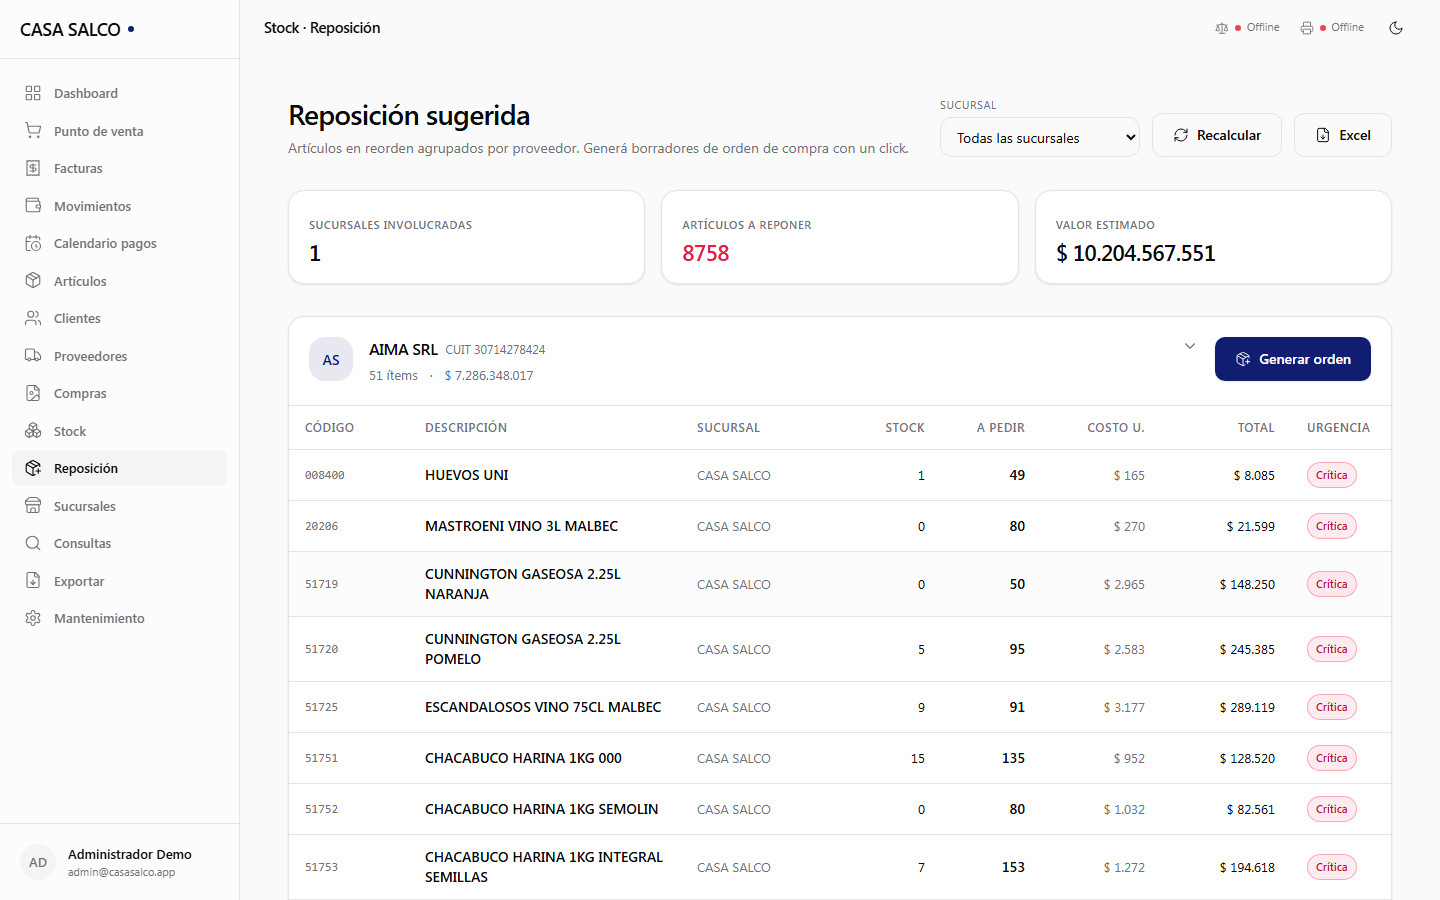 CASA SALCO
Stock · Reposición
Offline
Offline
Dashboard
Punto de venta
Facturas
Movimientos
Calendario pagos
Artículos
Clientes
Proveedores
Compras
Stock
Reposición
Sucursales
Consultas
Exportar
Mantenimiento
AD
Administrador Demo
admin@casasalco.app
Reposición sugerida
Artículos en reorden agrupados por proveedor. Generá borradores de orden de compra con un click.
SUCURSAL
Todas las sucursales
Recalcular
Excel
SUCURSALES INVOLUCRADAS
1
ARTÍCULOS A REPONER
8758
VALOR ESTIMADO
$ 10.204.567.551
AS
AIMA SRL CUIT 30714278424
51 ítems · $ 7.286.348.017
Generar orden
CÓDIGO DESCRIPCIÓN SUCURSAL STOCK A PEDIR COSTO U. TOTAL URGENCIA
008400 HUEVOS UNI CASA SALCO 1 49 $ 165 $ 8.085 Crítica
20206 MASTROENI VINO 3L MALBEC CASA SALCO 0 80 $ 270 $ 21.599 Crítica
51719 CUNNINGTON GASEOSA 2.25L
NARANJA CASA SALCO 0 50 $ 2.965 $ 148.250 Crítica
51720 CUNNINGTON GASEOSA 2.25L
POMELO CASA SALCO 5 95 $ 2.583 $ 245.385 Crítica
51725 ESCANDALOSOS VINO 75CL MALBEC CASA SALCO 9 91 $ 3.177 $ 289.119 Crítica
51751 CHACABUCO HARINA 1KG 000 CASA SALCO 15 135 $ 952 $ 128.520 Crítica
51752 CHACABUCO HARINA 1KG SEMOLIN CASA SALCO 0 80 $ 1.032 $ 82.561 Crítica
51753 CHACABUCO HARINA 1KG INTEGRAL
SEMILLAS CASA SALCO 7 153 $ 1.272 $ 194.618 Crítica